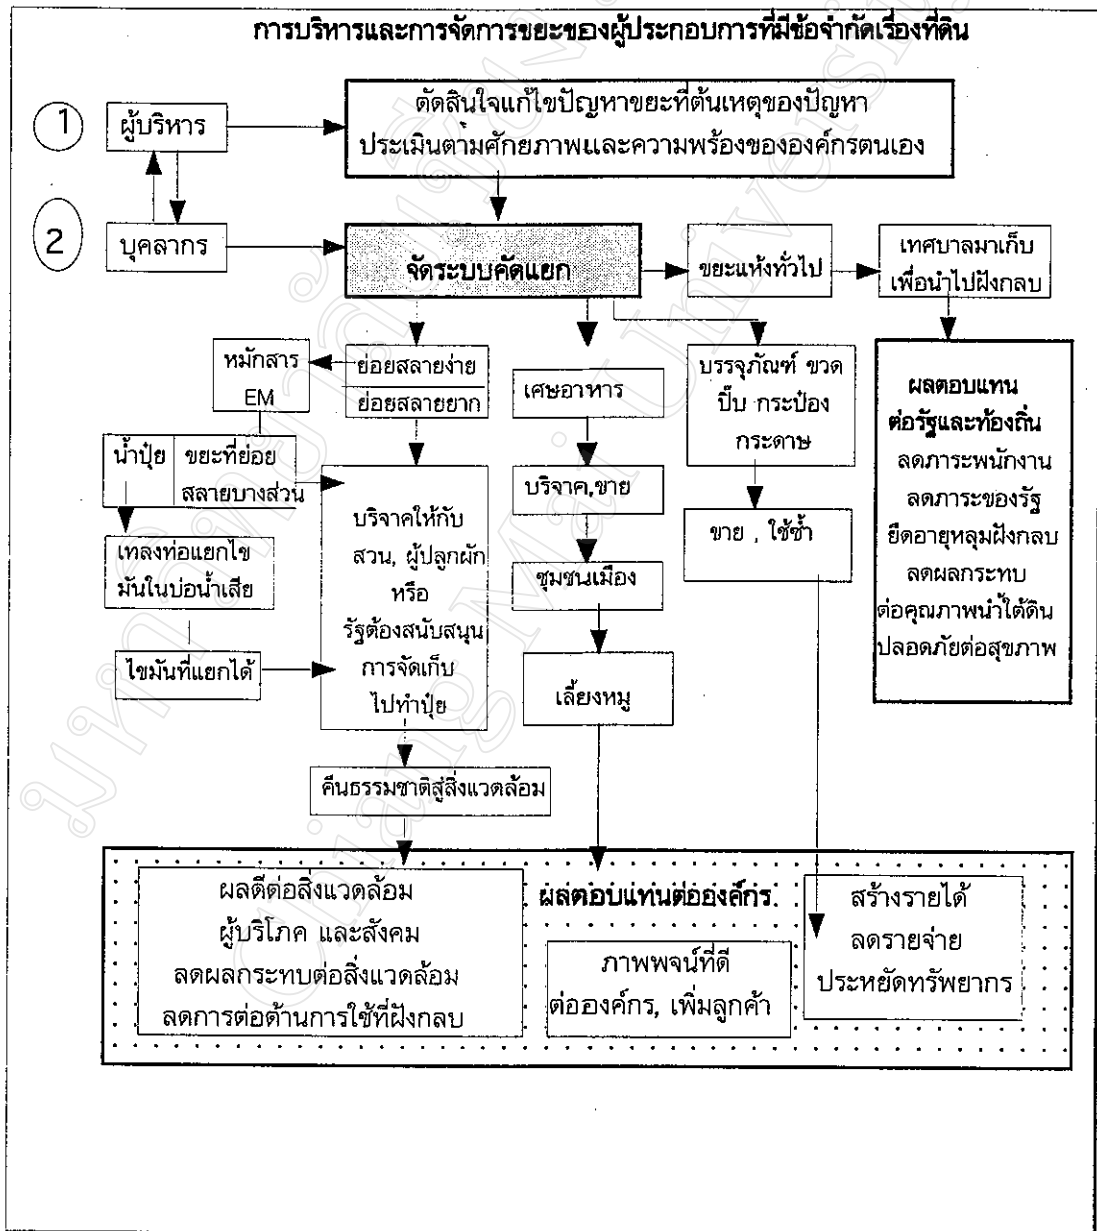 การบริหารและการจัดการขยะของผู้ประกอบการที่มีข้อจำกัดเรื่องที่ดิน
1
ผู้บริหาร
ตัดสินใจแก้ไขปัญหาขยะที่ต้นเหตุของปัญหา
ประเมินตามศักยภาพและความพร้องขององค์กรตนเอง
2
บุคลากร
จัดระบบคัดแยก
ขยะแห้งทั่วไป
เทศบาลมาเก็บ
เพื่อนำไปฝังกลบ
หมักสาร
EM
ย่อยสลายง่าย
ย่อยสลายยาก
เศษอาหาร
บรรจุภัณฑ์ ขวด
ปี๊บ กระป๋อง
กระดาษ
ผลตอบแทน
ต่อรัฐและท้องถิ่น
ลดภาระพนักงาน
ลดภาระของรัฐ
ยืดอายุหลุมฝังกลบ
ลดผลกระทบ
ต่อคุณภาพนำใต้ดิน
ปลอดภัยต่อสุขภาพ
น้ำปุ๋ย
ขยะที่ย่อย
สลายบางส่วน
บริจาคให้กับ
สวน, ผู้ปลูกผัก
หรือ
รัฐต้องสนับสนุน
การจัดเก็บ
ไปทำปุ๋ย
บริจาค,ขาย
ขาย , ใช้ซ้ำ
เทลงท่อแยกไข
มันในบ่อน้ำเสีย
ชุมชนเมือง
ไขมันที่แยกได้
เลี้ยงหมู
คืนธรรมชาติสู่สิ่งแวดล้อม
ผลดีต่อสิ่งแวดล้อม
ผู้บริโภค และสังคม
ลดผลกระทบต่อสิ่งแวดล้อม
ลดการต่อต้านการใช้ที่ฝังกลบ
ผลตอบแทนต่อองค์กร
ภาพพจน์ที่ดี
ต่อองค์กร, เพิ่มลูกค้า
สร้างรายได้
ลดรายจ่าย
ประหยัดทรัพยากร
มหาวิทยาลัยเชียงใหม่
Chiang Mai University